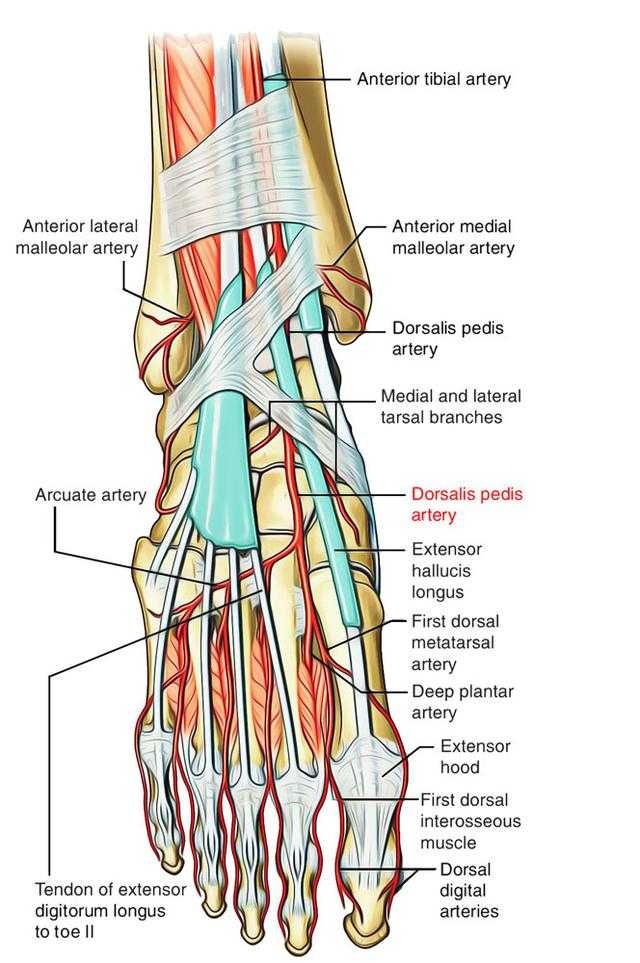 Anterior tibial artery
Anterior lateral
malleolar artery
Anterior medial
malleolar artery
Dorsalis pedis
artery
Medial and lateral
tarsal branches
Arcuate artery
Dorsalis pedis
artery
Extensor
hallucis
longus
First dorsal
metatarsal
artery
Deep plantar
artery
Extensor
hood
First dorsal
interosseous
muscle
Dorsal
digital
arteries
Tendon of extensor
digitorum longus
to toe II